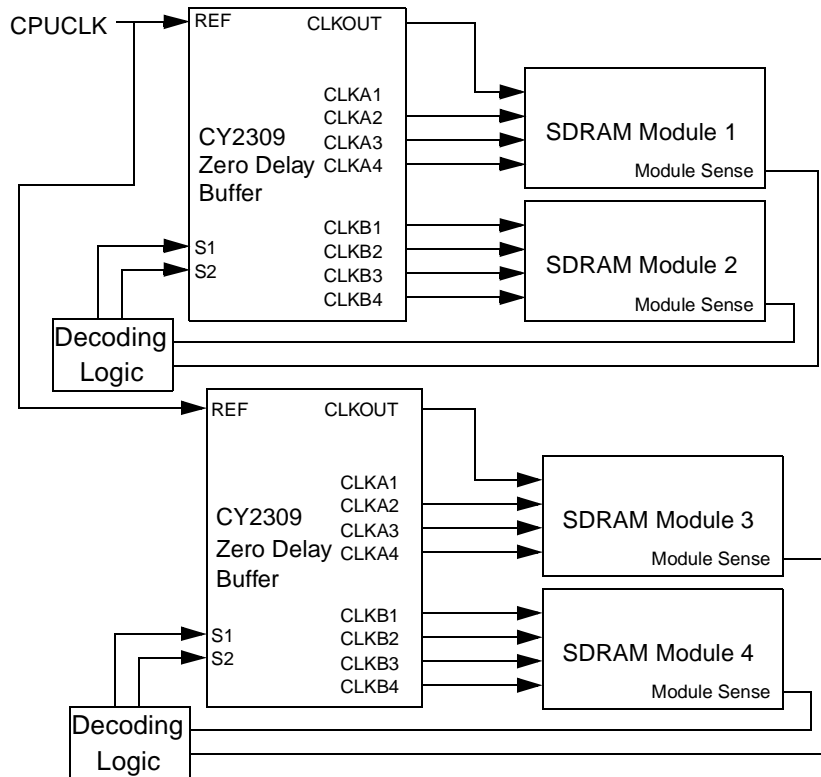 CPUCLK
REF
CLKOUT
CLKA1
CLKA2
CLKA3
CLKA4
CY2309
Zero Delay
Buffer
CLKB1
CLKB2
CLKB3
CLKB4
S1
S2
SDRAM Module 1
Module Sense
SDRAM Module 2
Module Sense
Decoding
Logic
REF
CLKOUT
CLKA1
CLKA2
CLKA3
CLKA4
CY2309
Zero Delay
Buffer
CLKB1
CLKB2
CLKB3
CLKB4
S1
S2
SDRAM Module 3
Module Sense
SDRAM Module 4
Module Sense
Decoding
Logic